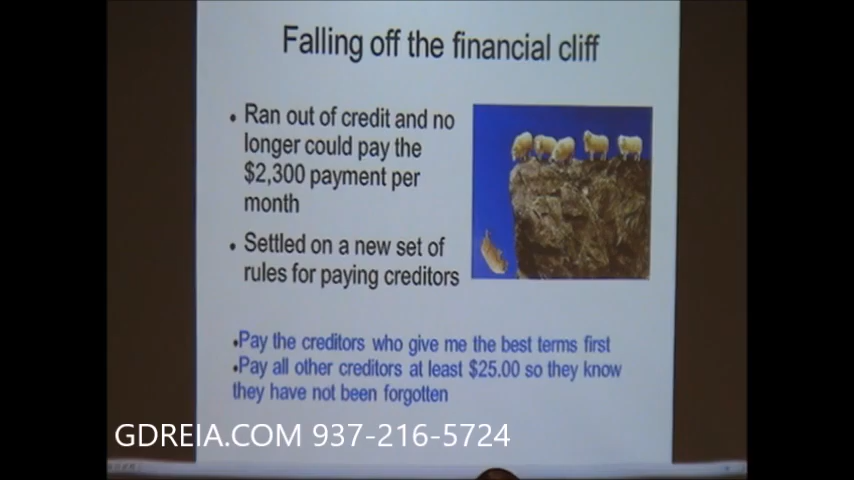 Falling off the financial cliff
• Ran out of credit and no
longer could pay the
$2,300 payment per
month
• Settled on a new set of
rules for paying creditors
•Pay the creditors who give me the best terms first
•Pay all other creditors at least $25.00 so they know
they have not been forgotten
GDREIA.COM 937-216-5724